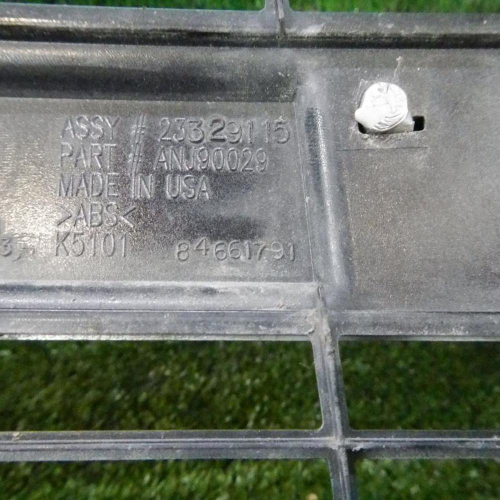 ASSY # 23329115
PART # ANJ90029
MADE IN USA
>ABS<
K5101 84661791